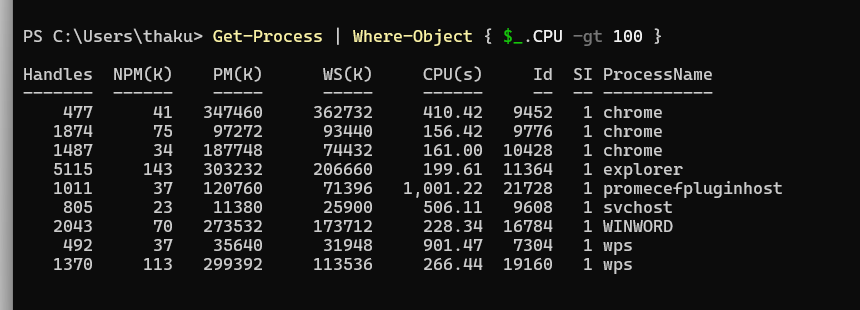 PS C:\Users\thaku> Get-Process | Where-Object { $_.CPU -gt 100 }
Handles NPM(K) PM(K) WS(K) CPU(s) Id SI ProcessName
------- ------ ----- ----- ------ -- -- -----------
477 41 347460 362732 410.42 9452 1 chrome
1874 75 97272 93440 156.42 9776 1 chrome
1487 34 187748 74432 161.00 10428 1 chrome
5115 143 303232 206660 199.61 11364 1 explorer
1011 37 120760 71396 1,001.22 21728 1 promecefpluginhost
805 23 11380 25900 506.11 9608 1 svchost
2043 70 273532 173712 228.34 16784 1 WINWORD
492 37 35640 31948 901.47 7304 1 wps
1370 113 299392 113536 266.44 19160 1 wps